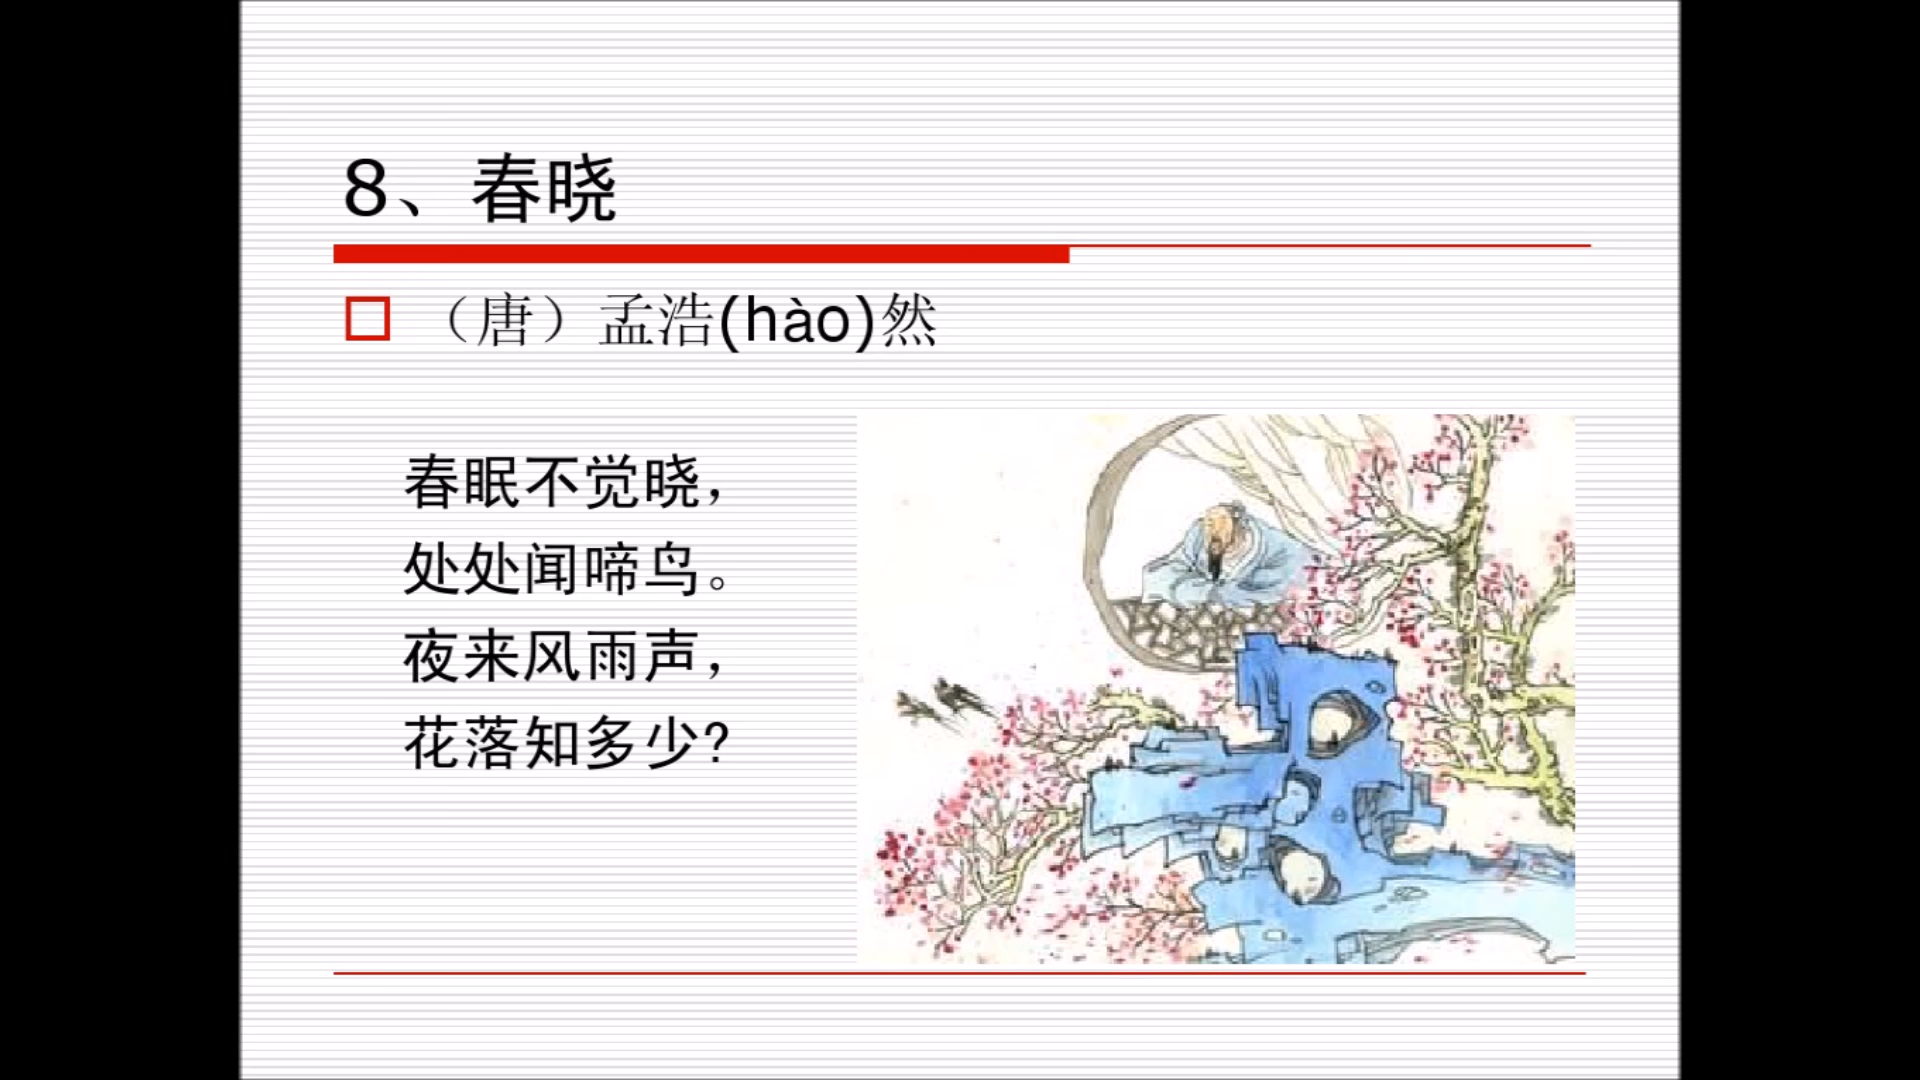 8、春晓
（唐）孟浩(hào)然
春眠不觉晓，
处处闻啼鸟。
夜来风雨声，
花落知多少?